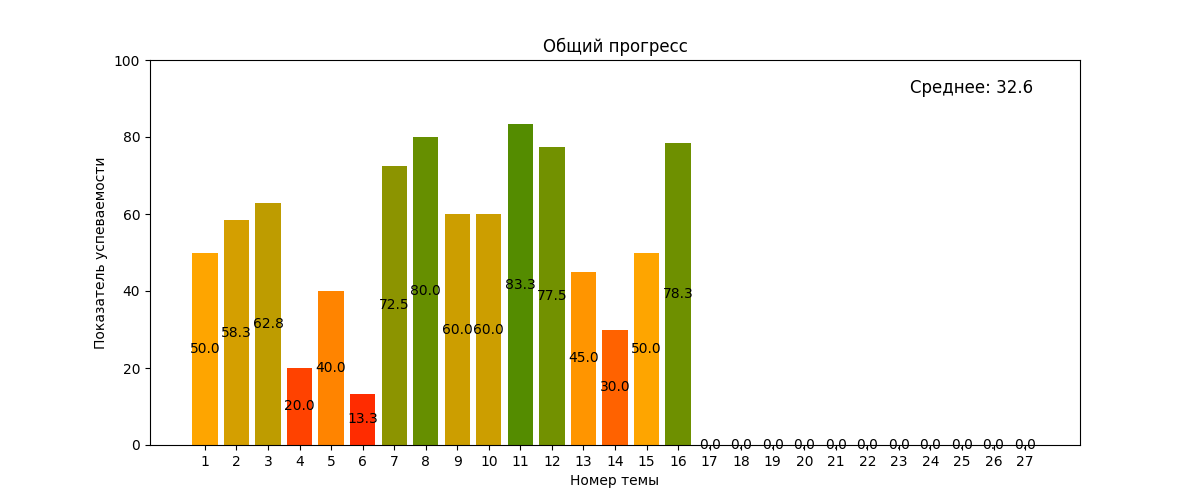 Общий прогресс
Среднее: 32.6
Показатель успеваемости
100
80
60
40
20
0
50.0 58.3 62.8 20.0 40.0 13.3 72.5 80.0 60.0 60.0 83.3 77.5 45.0 30.0 50.0 78.3 0.0 0.0 0.0 0.0 0.0 0.0 0.0 0.0 0.0 0.0 0.0
1 2 3 4 5 6 7 8 9 10 11 12 13 14 15 16 17 18 19 20 21 22 23 24 25 26 27
Номер темы